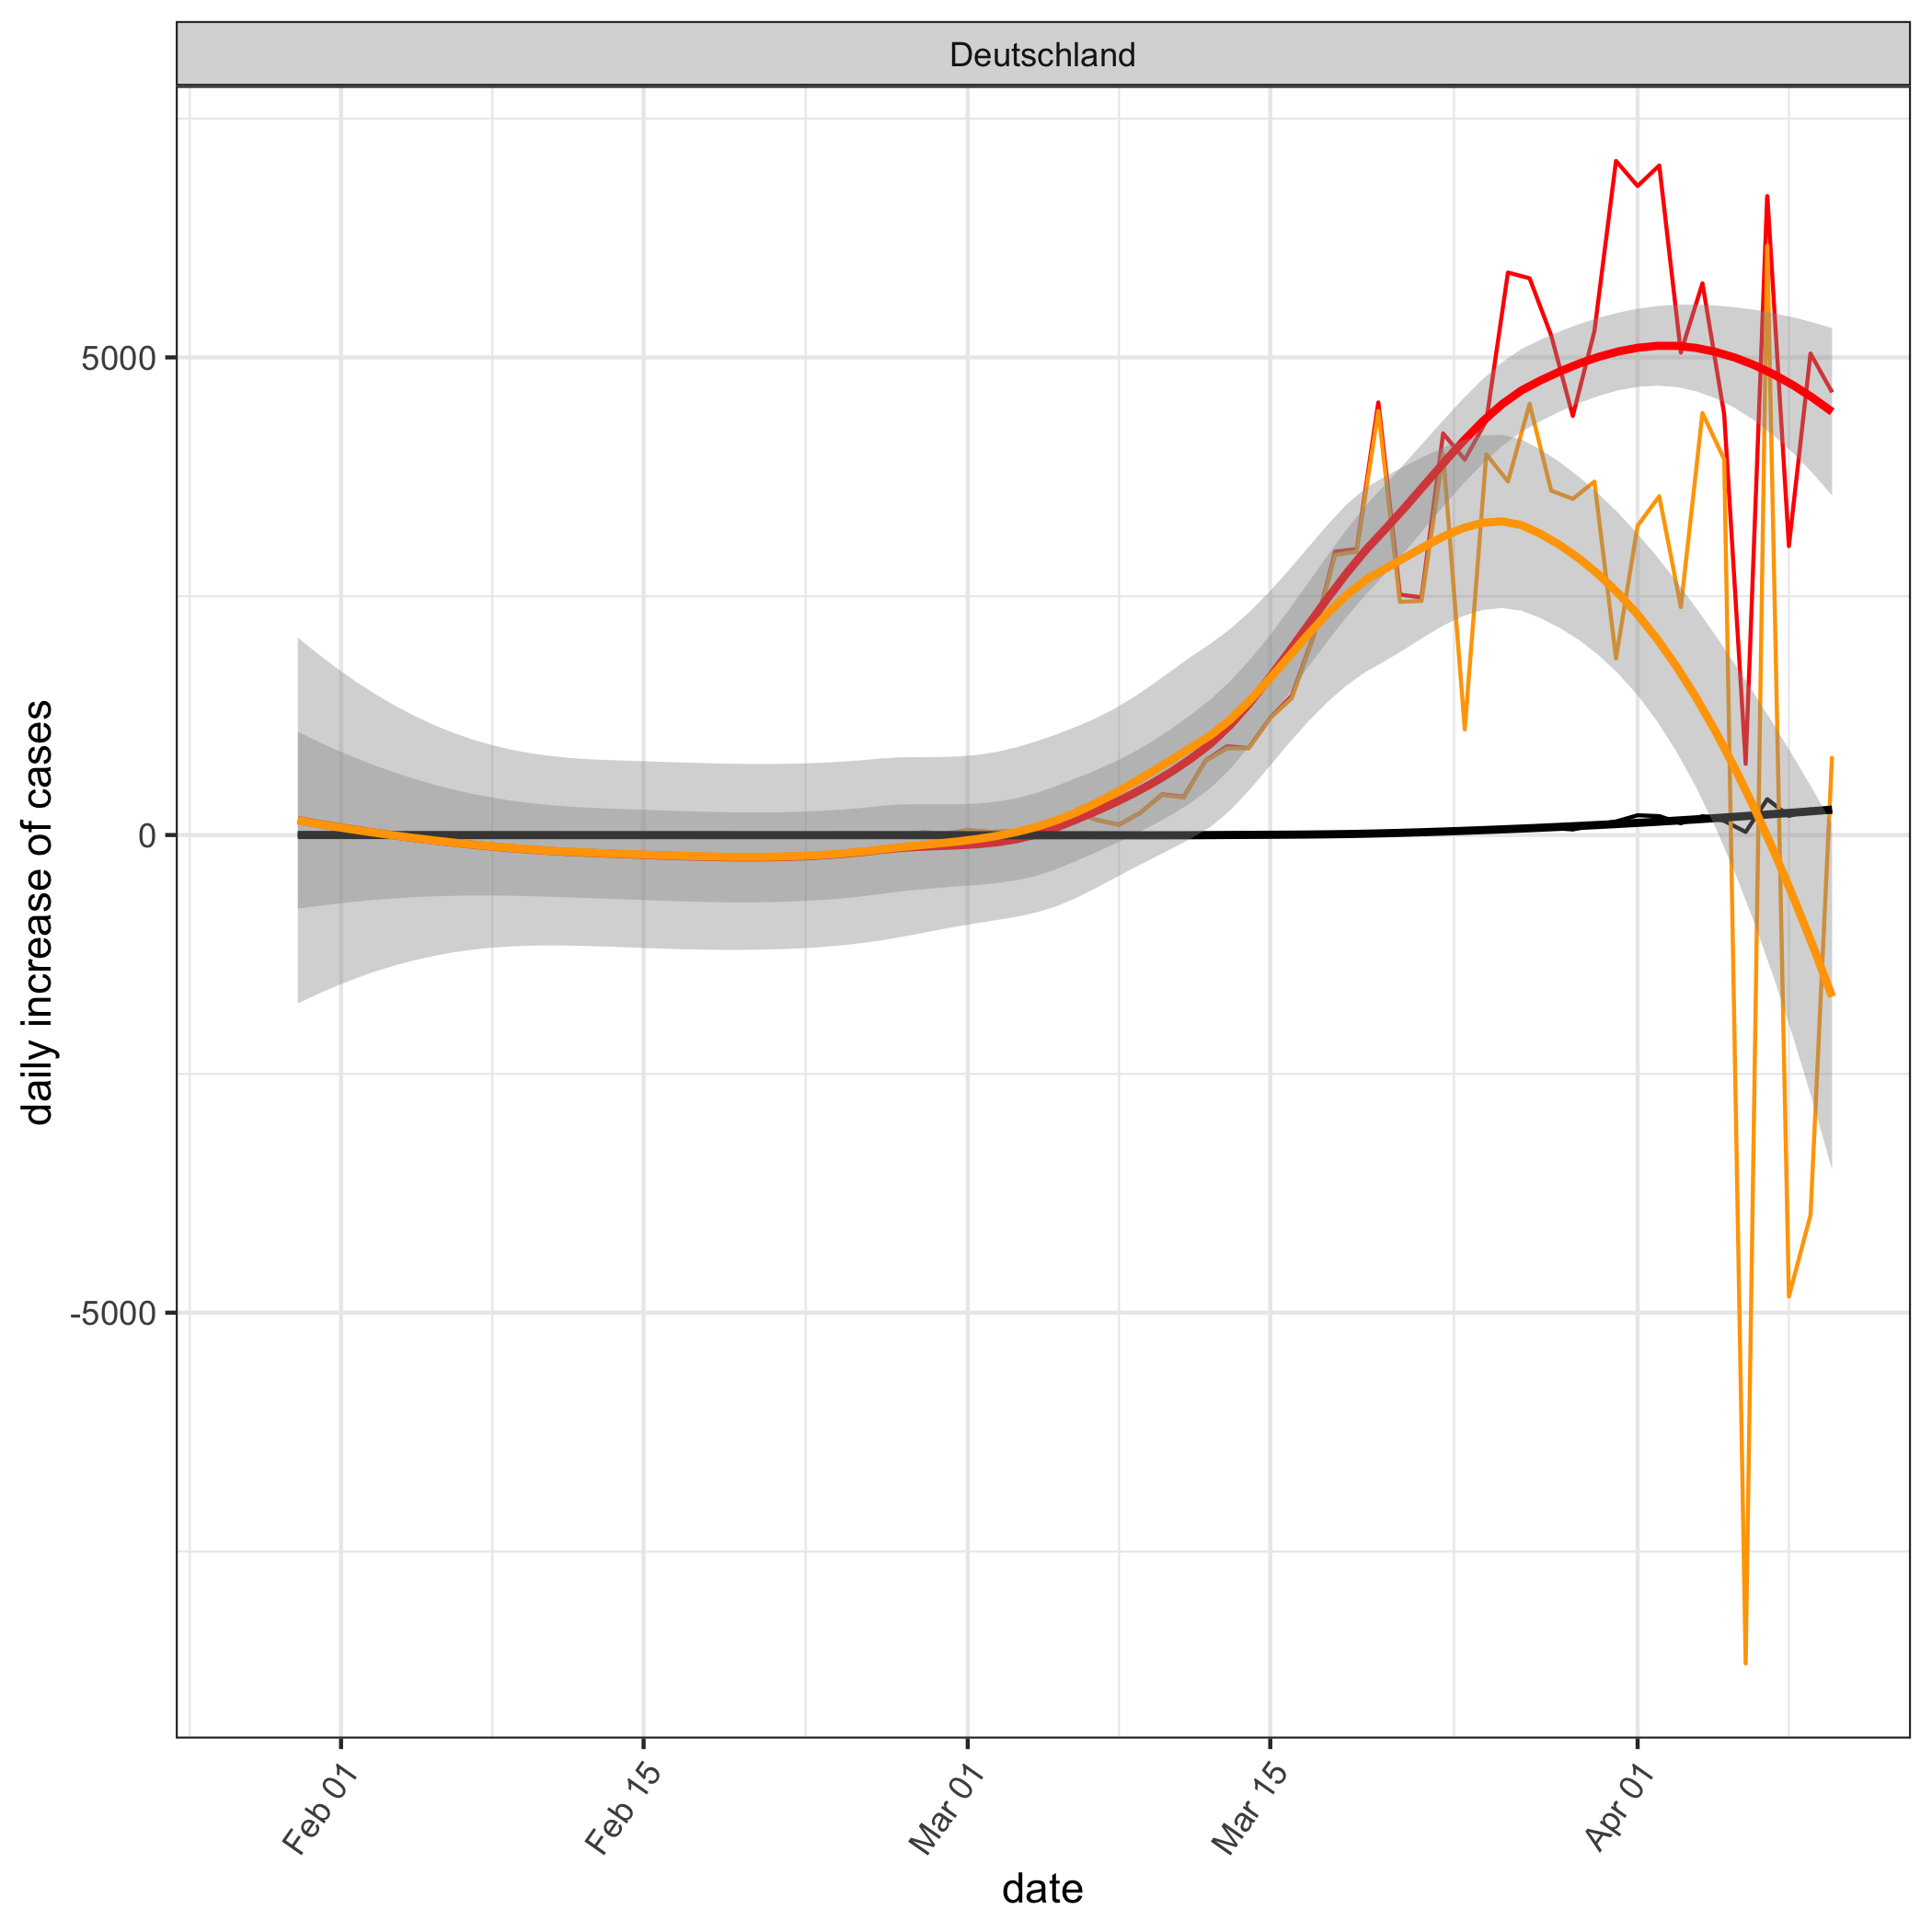 Deutschland
daily increase of cases
5000
0
-5000
Feb 01
Feb 15
Mar 01
Mar 15
Apr 01
date